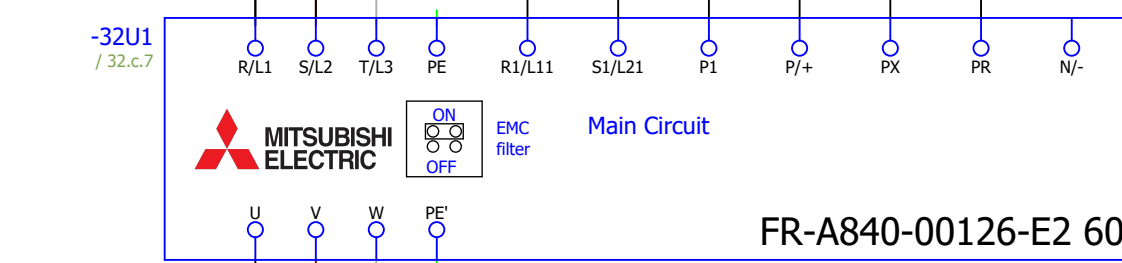 -32U1
/ 32.c.7
R/L1 S/L2 T/L3 PE R1/L11 S1/L21 P1 P/+ PX PR N/-
MITSUBISHI
ELECTRIC
ON
OFF
EMC
filter
Main Circuit
U V W PE'
FR-A840-00126-E2 60